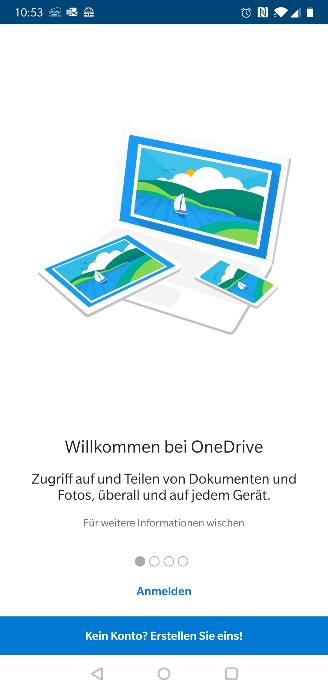 10:53
Willkommen bei OneDrive
Zugriff auf und Teilen von Dokumenten und
Fotos, überall und auf jedem Gerät.
Für weitere Informationen wischen
Anmelden
Kein Konto? Erstellen Sie eins!